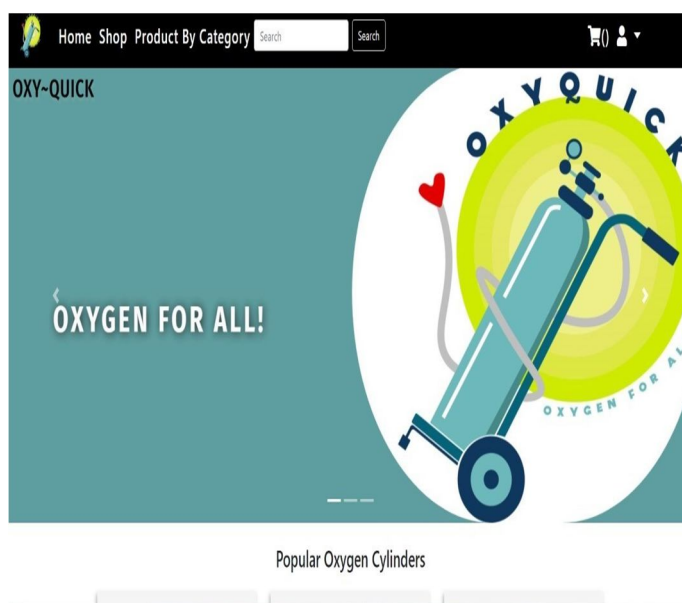 Home Shop Product By Category Search Search ()
OXY~QUICK
OXYQUICK
OXYGEN FOR ALL!
OXYGEN FOR AL
Popular Oxygen Cylinders